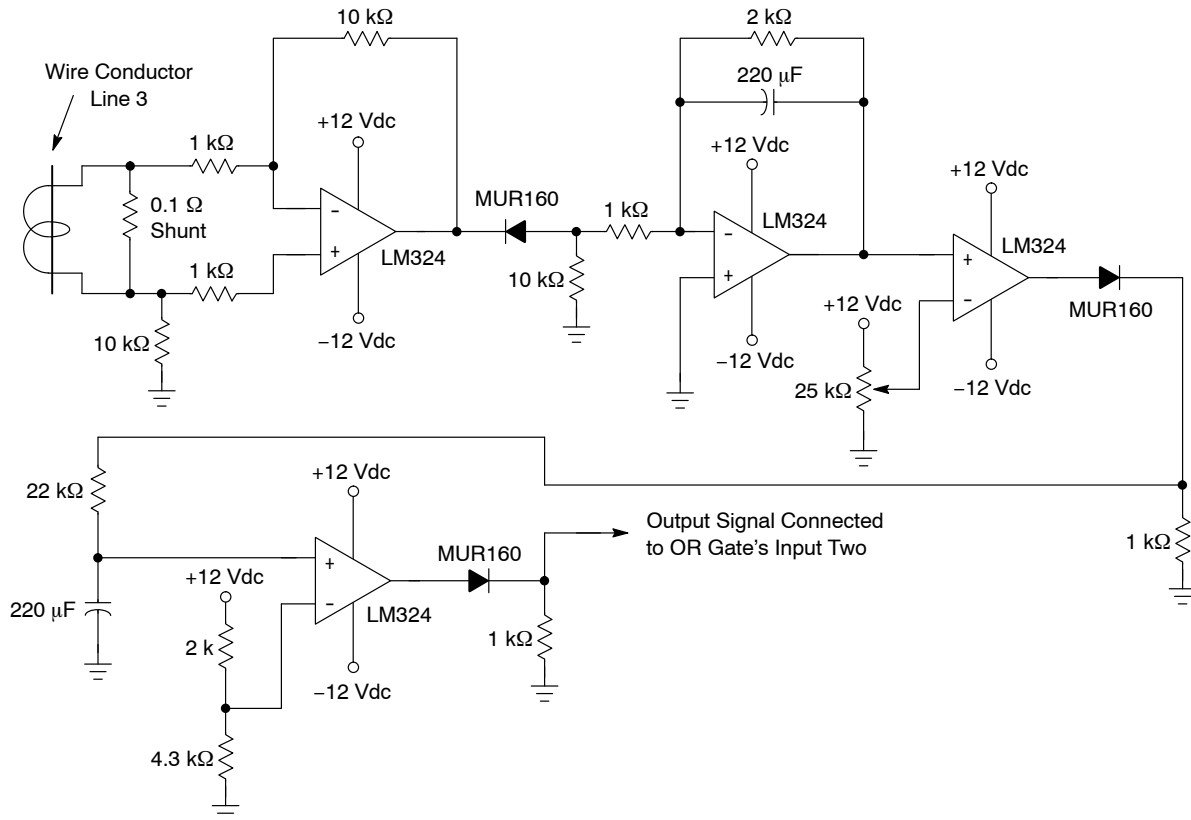 10 kΩ
2 kΩ
Wire Conductor
Line 3
220 μF
+12 Vdc
1 kΩ
+12 Vdc
+12 Vdc
0.1 Ω
Shunt
-
+
LM324
MUR160
1 kΩ
-
+
LM324
LM324
+
-
1 kΩ
10 kΩ
+12 Vdc
MUR160
10 kΩ
−12 Vdc
−12 Vdc
25 kΩ
−12 Vdc
22 kΩ
+12 Vdc
Output Signal Connected
to OR Gate's Input Two
1 kΩ
+
-
MUR160
+12 Vdc
LM324
220 μF
2 k
1 kΩ
−12 Vdc
4.3 kΩ